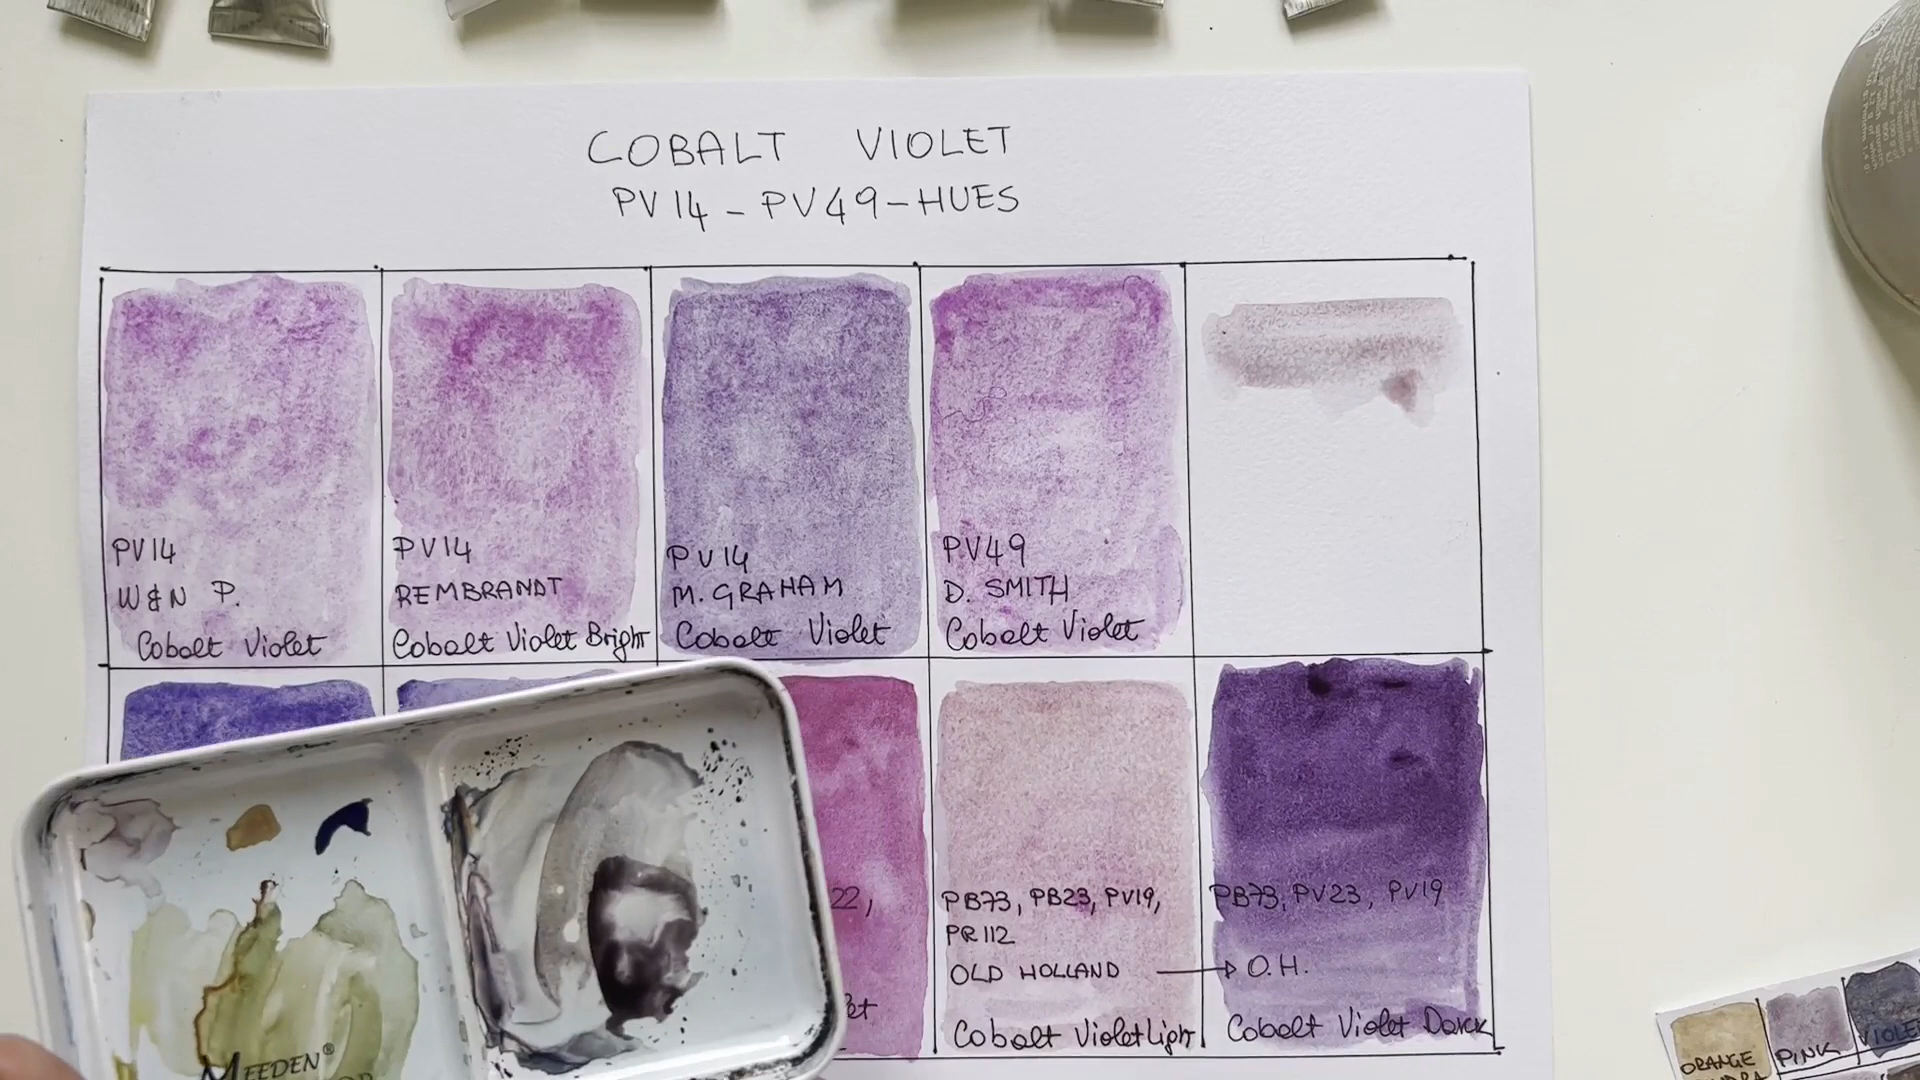 COBALT VIOLET
PV14-PV49-HUES
PV14
W&N P.
Cobalt Violet
PV14
REMBRANDT
Cobalt Violet Bright
PV14
M. GRAHAM
Cobalt Violet
PV49
D. SMITH
Cobalt Violet
22,
PB73, PB23, PV19,
PR112
OLD HOLLAND
Cobalt Violet Light
PB73, PV23, PV19
O.H.
Cobalt Violet Darck
MEEDEN®
ORANGE
PINK
VIOLE